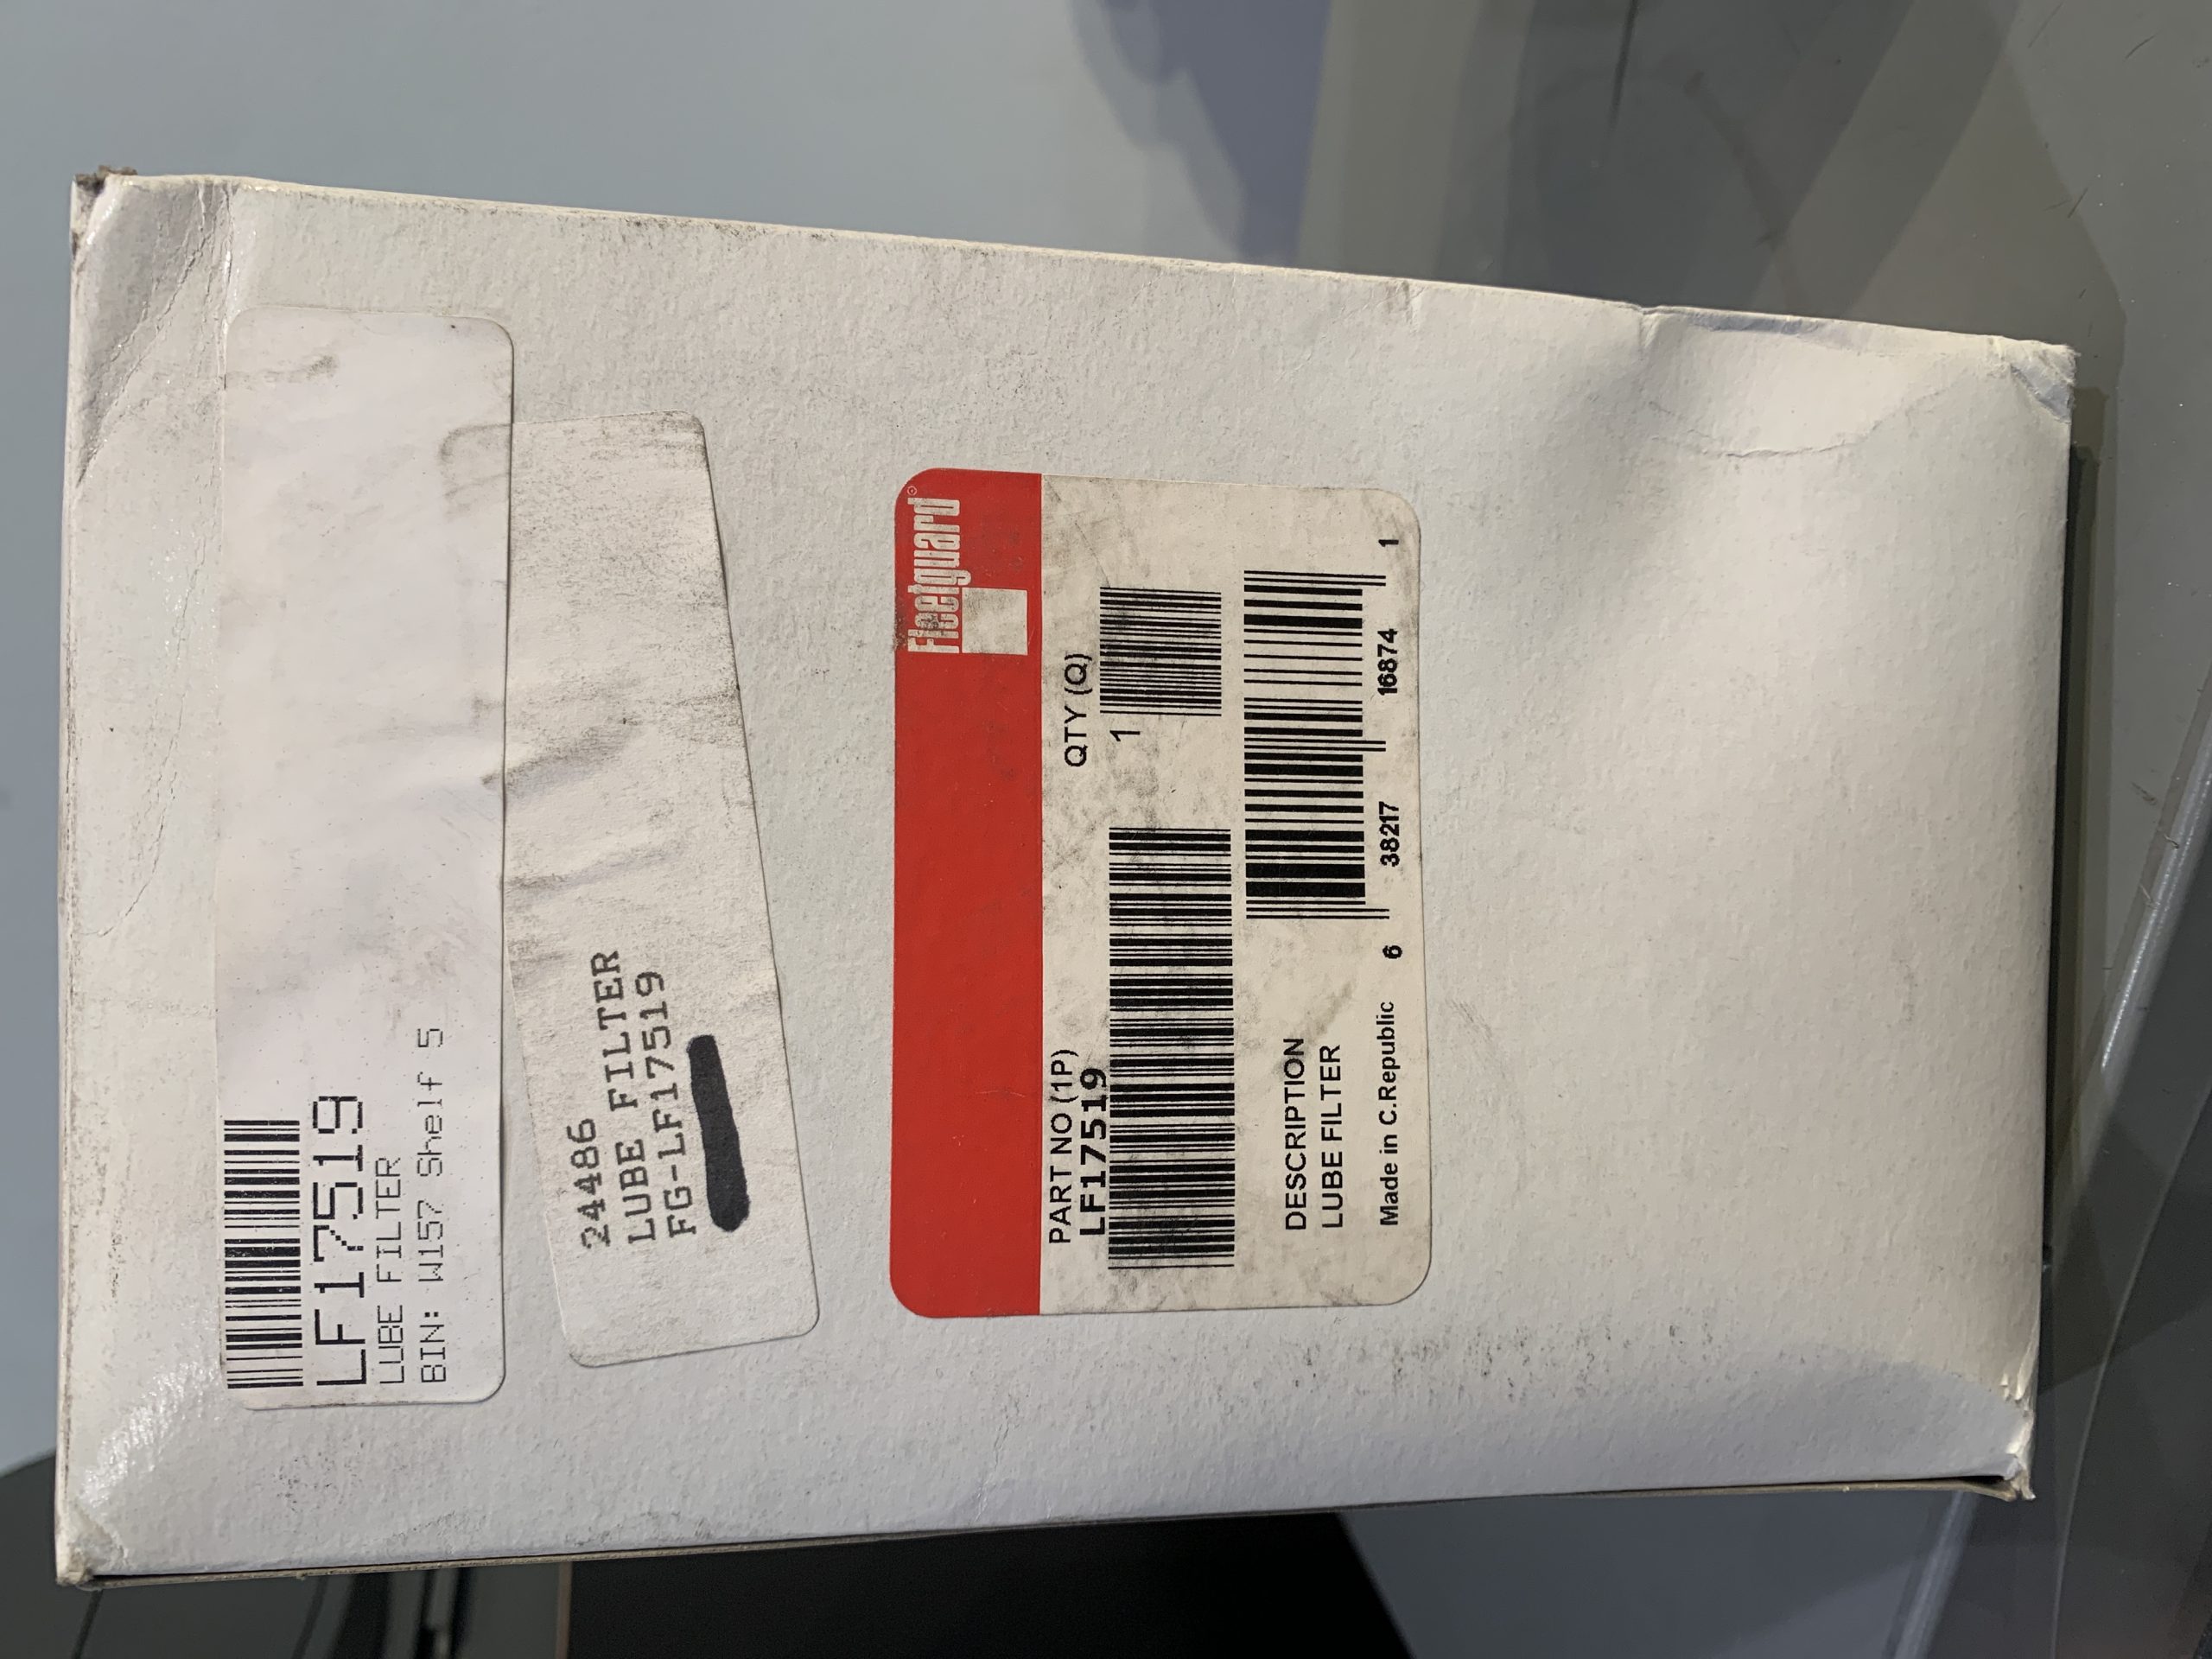 LF17519
LUBE FILTER
BIN: W157 Shelf 5
24486
LUBE FILTER
FG-LF17519
Fleetguard®
PART NO (1P)
LF17519
QTY (Q)
1
DESCRIPTION
LUBE FILTER
Made in C.Republic
6 38217 16874 1